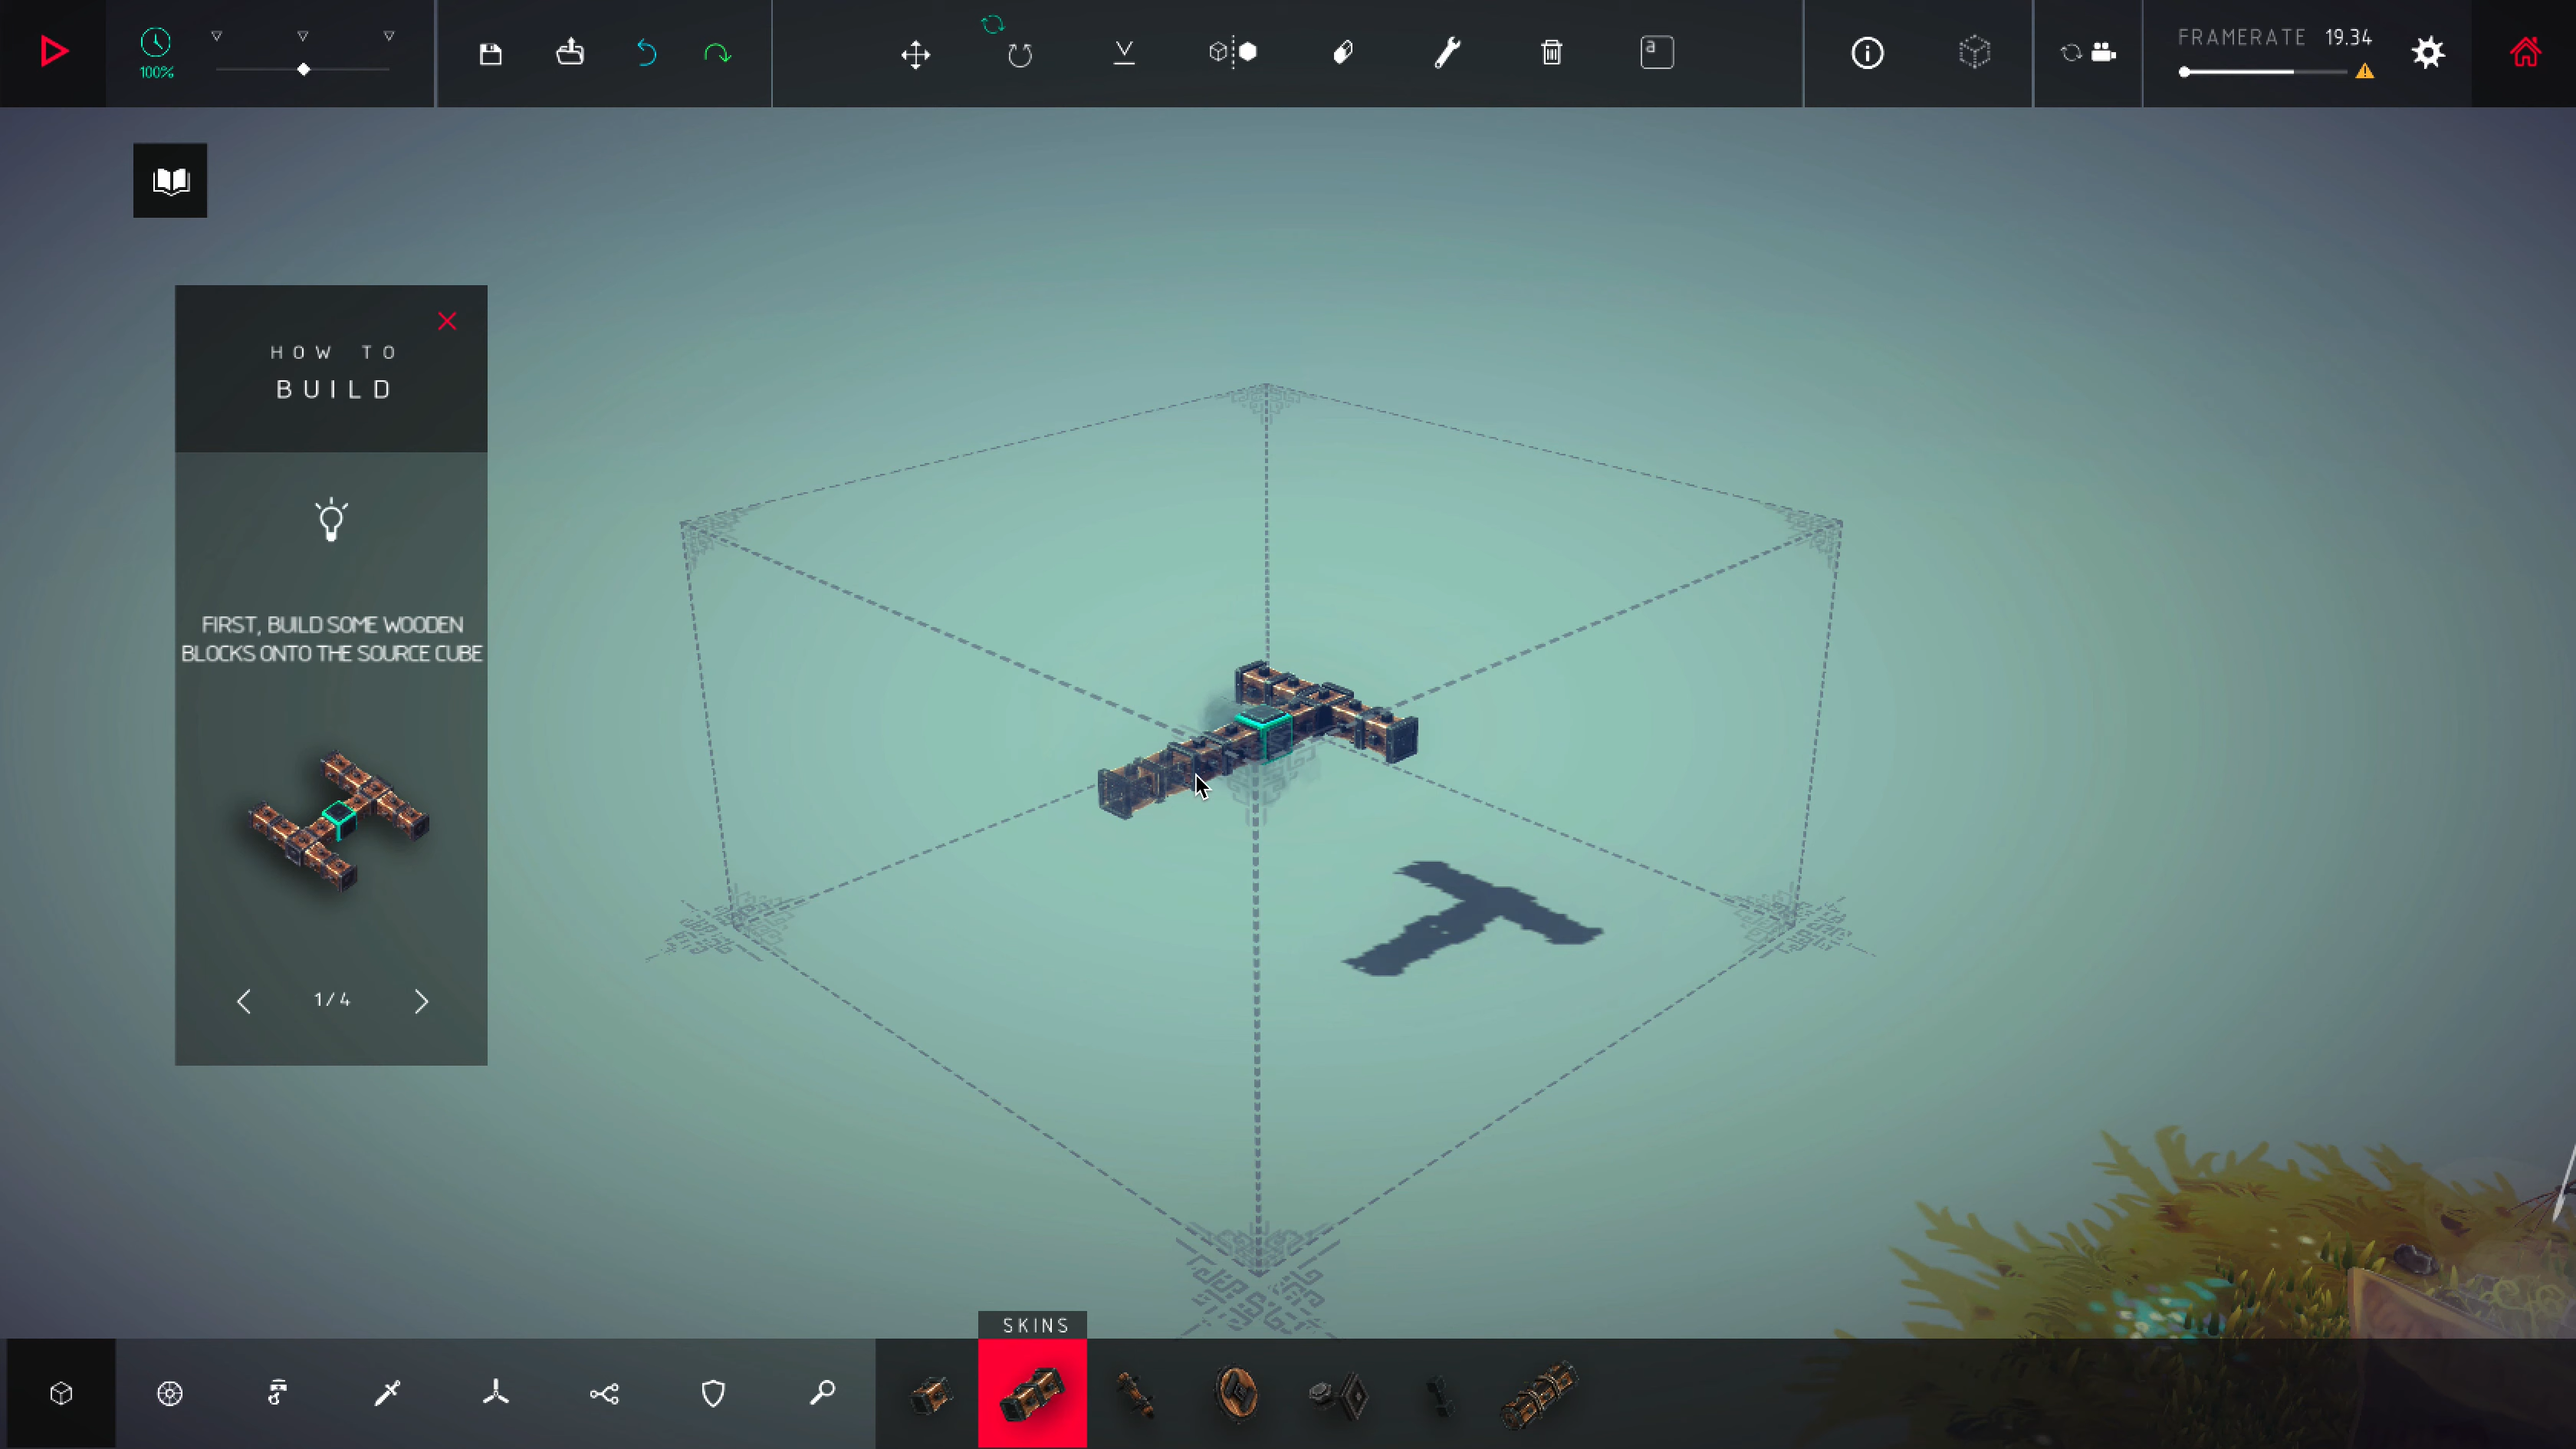 100%
a
FRAMERATE 19.34
HOW TO
BUILD
FIRST, BUILD SOME WOODEN
BLOCKS ONTO THE SOURCE CUBE
1/4
SKINS